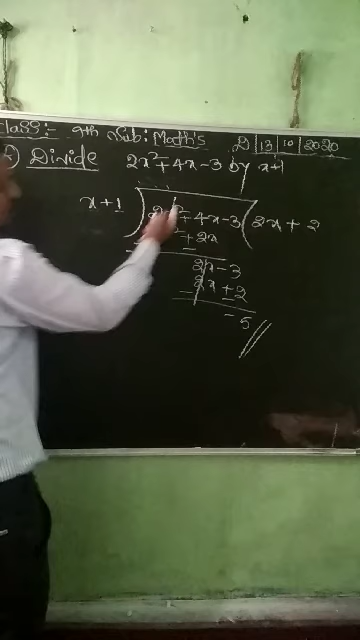 Class:- 9th Sub: Math's D|13|10|2020
Divide 2x²+4x-3 by x+1
x+1 ) 2x²+4x-3 ( 2x+2
+2x
-
2x-3
2x+2
- -
-5 //